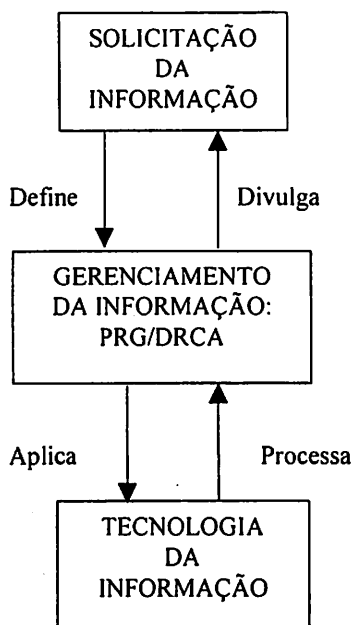 SOLICITAÇÃO
DA
INFORMAÇÃO
Define
Divulga
GERENCIAMENTO
DA INFORMAÇÃO:
PRG/DRCA
Aplica
Processa
TECNOLOGIA
DA
INFORMAÇÃO